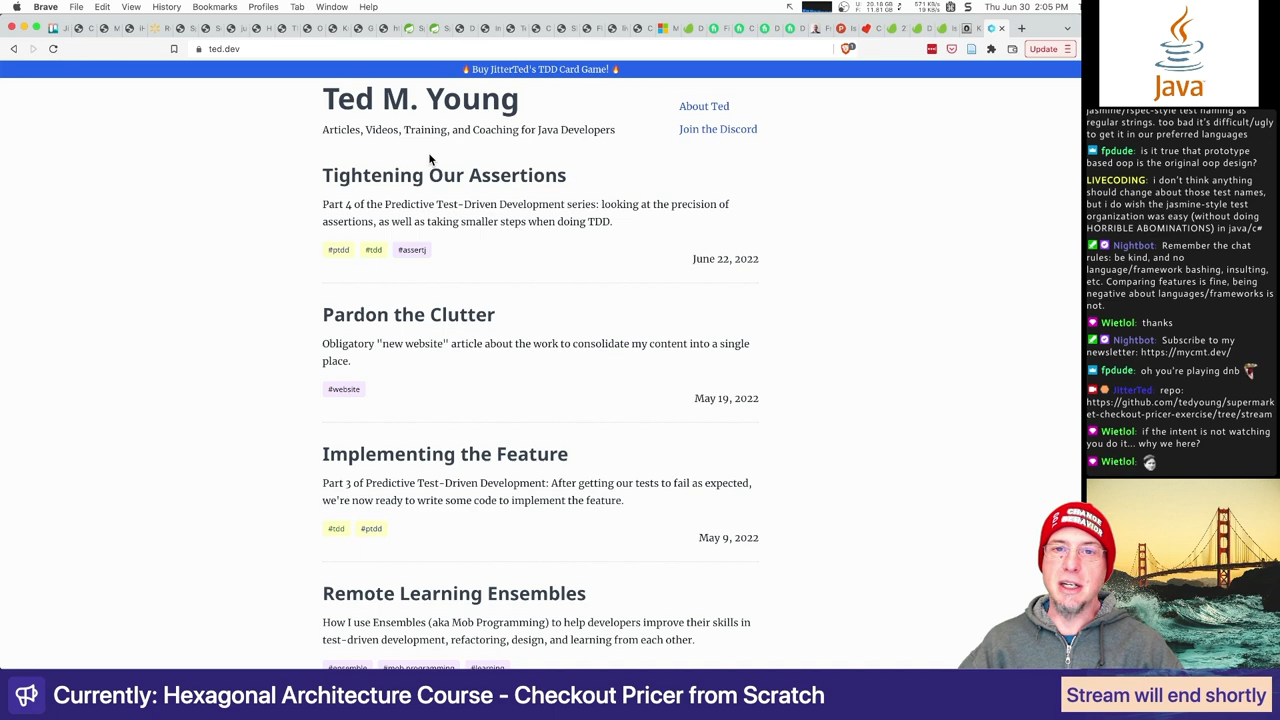 Brave File Edit View History Bookmarks Profiles Tab Window Help
Thu Jun 30 2:05 PM
ted.dev
Update
🔥Buy JitterTed's TDD Card Game! 🔥
Ted M. Young
Articles, Videos, Training, and Coaching for Java Developers
About Ted
Join the Discord
Tightening Our Assertions
Part 4 of the Predictive Test-Driven Development series: looking at the precision of
assertions, as well as taking smaller steps when doing TDD.
#ptdd #tdd #assertj
June 22, 2022
Pardon the Clutter
Obligatory "new website" article about the work to consolidate my content into a single
place.
#website
May 19, 2022
Implementing the Feature
Part 3 of Predictive Test-Driven Development: After getting our tests to fail as expected,
we're now ready to write some code to implement the feature.
#tdd #ptdd
May 9, 2022
Remote Learning Ensembles
How I use Ensembles (aka Mob Programming) to help developers improve their skills in
test-driven development, refactoring, design, and learning from each other.
#ensemble #mob programming #learning
Java
jasmine/rspec-style test naming as
regular strings. too bad it's difficult/ugly
to get it in our preferred languages
fpdude: is it true that prototype
based oop is the original oop design?
LIVECODING: i don't think anything
should change about those test names,
but i do wish the jasmine-style test
organization was easy (without doing
HORRIBLE ABOMINATIONS) in java/c#
Nightbot: Remember the chat
rules: be kind, and no
language/framework bashing, insulting,
etc. Comparing features is fine, being
negative about languages/frameworks is
not.
Wietlol: thanks
Nightbot: Subscribe to my
newsletter: https://mycmt.dev/
fpdude: oh you're playing dnb
JitterTed: repo:
https://github.com/tedyoung/supermark
et-checkout-pricer-exercise/tree/stream
Wietlol: if the intent is not watching
you do it... why we here?
Wietlol:
CHANGE
BEHAVIOR
Currently: Hexagonal Architecture Course - Checkout Pricer from Scratch
Stream will end shortly